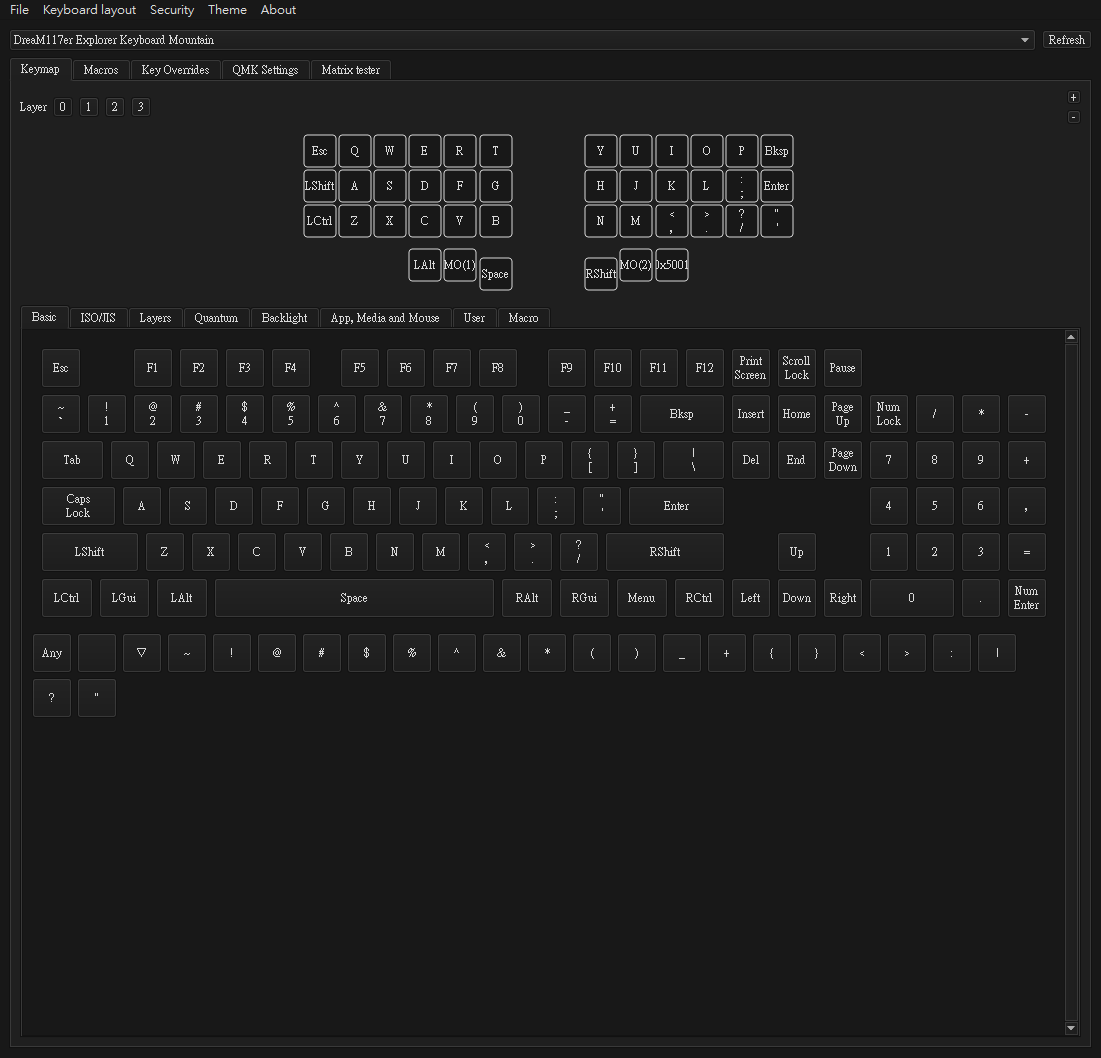 File Keyboard layout Security Theme About
DreaM117er Explorer Keyboard Mountain Refresh
Keymap Macros Key Overrides QMK Settings Matrix tester
Layer 0 1 2 3 +
-
Esc Q W E R T Y U I O P Bksp
LShift A S D F G H J K L : ; Enter
LCtrl Z X C V B N M < , > . ? / " '
LAlt MO(1) Space RShift MO(2) 0x5001
Basic ISO/JIS Layers Quantum Backlight App, Media and Mouse User Macro
Esc F1 F2 F3 F4 F5 F6 F7 F8 F9 F10 F11 F12 Print Screen Scroll Lock Pause
~ ` ! 1 @ 2 # 3 $ 4 % 5 ^ 6 & 7 * 8 ( 9 ) 0 _ - + = Bksp Insert Home Page Up Num Lock / * -
Tab Q W E R T Y U I O P { [ } ] | \ Del End Page Down 7 8 9 +
Caps Lock A S D F G H J K L : ; " ' Enter 4 5 6 ,
LShift Z X C V B N M < , > . ? / RShift Up 1 2 3 =
LCtrl LGui LAlt Space RAlt RGui Menu RCtrl Left Down Right 0 . Num Enter
Any ▽ ~ ! @ # $ % ^ & * ( ) _ + { } < > : |
? "